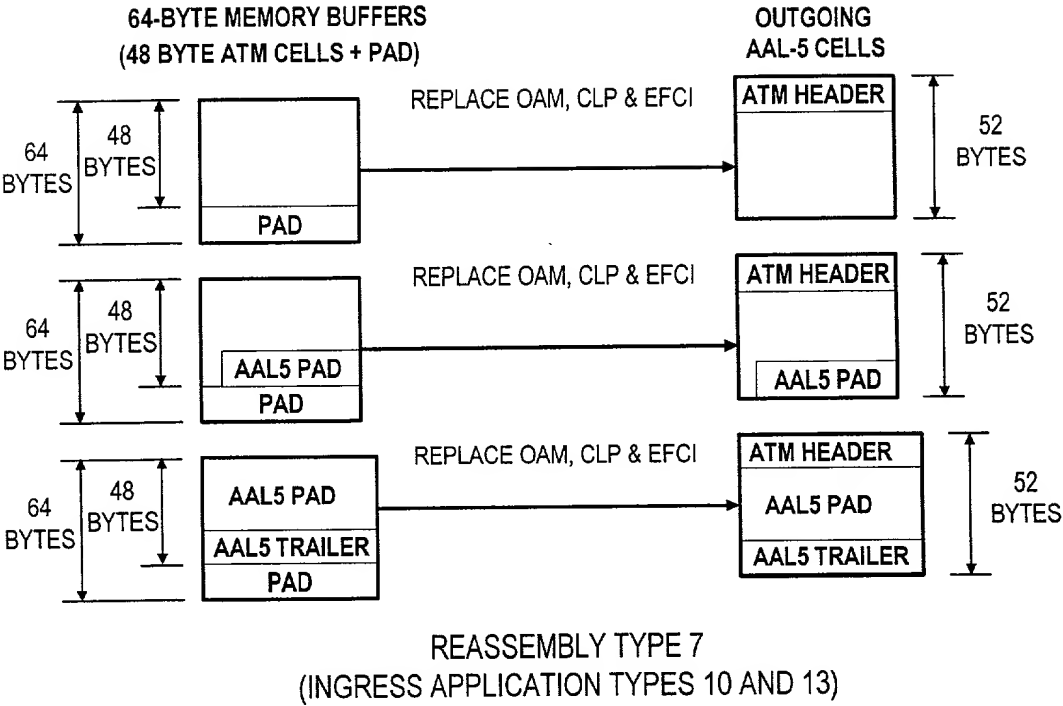 64-BYTE MEMORY BUFFERS
(48 BYTE ATM CELLS + PAD)
OUTGOING
AAL-5 CELLS
64
BYTES
48
BYTES
PAD
REPLACE OAM, CLP & EFCI
ATM HEADER
52
BYTES
64
BYTES
48
BYTES
AAL5 PAD
PAD
REPLACE OAM, CLP & EFCI
ATM HEADER
AAL5 PAD
52
BYTES
64
BYTES
48
BYTES
AAL5 PAD
AAL5 TRAILER
PAD
REPLACE OAM, CLP & EFCI
ATM HEADER
AAL5 PAD
AAL5 TRAILER
52
BYTES
REASSEMBLY TYPE 7
(INGRESS APPLICATION TYPES 10 AND 13)